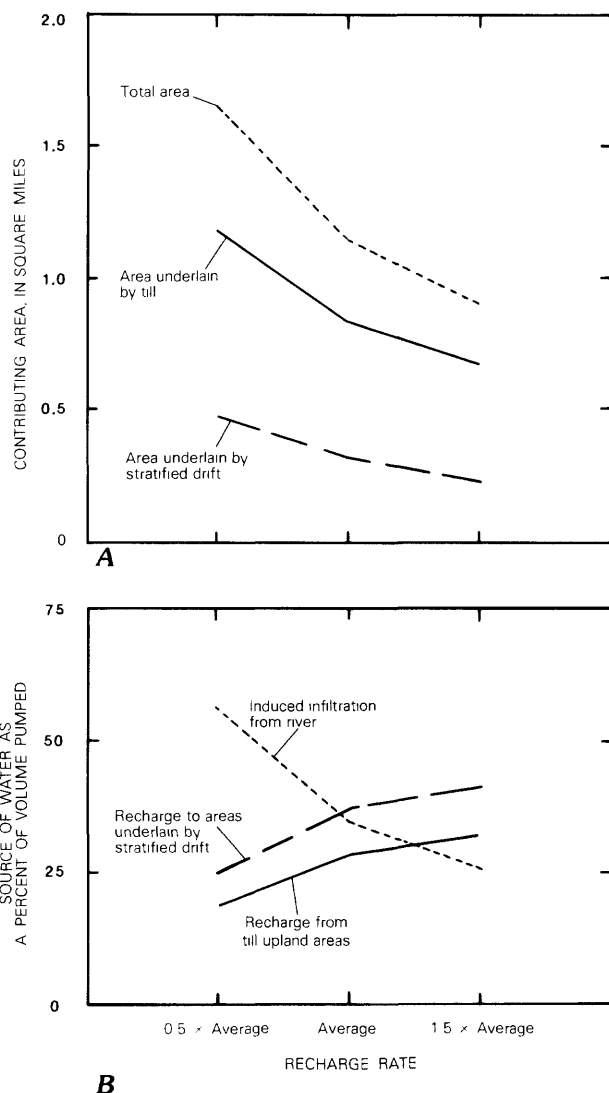 2.0
Total area
1.5
Area underlain
by till
1.0
0.5
Area underlain by
stratified drift
0
CONTRIBUTING AREA, IN SQUARE MILES
A
75
Induced infiltration
from river
50
Recharge to areas
underlain by
stratified drift
25
Recharge from
till upland areas
0
SOURCE OF WATER AS
A PERCENT OF VOLUME PUMPED
0 5 × Average Average 1 5 × Average
RECHARGE RATE
B